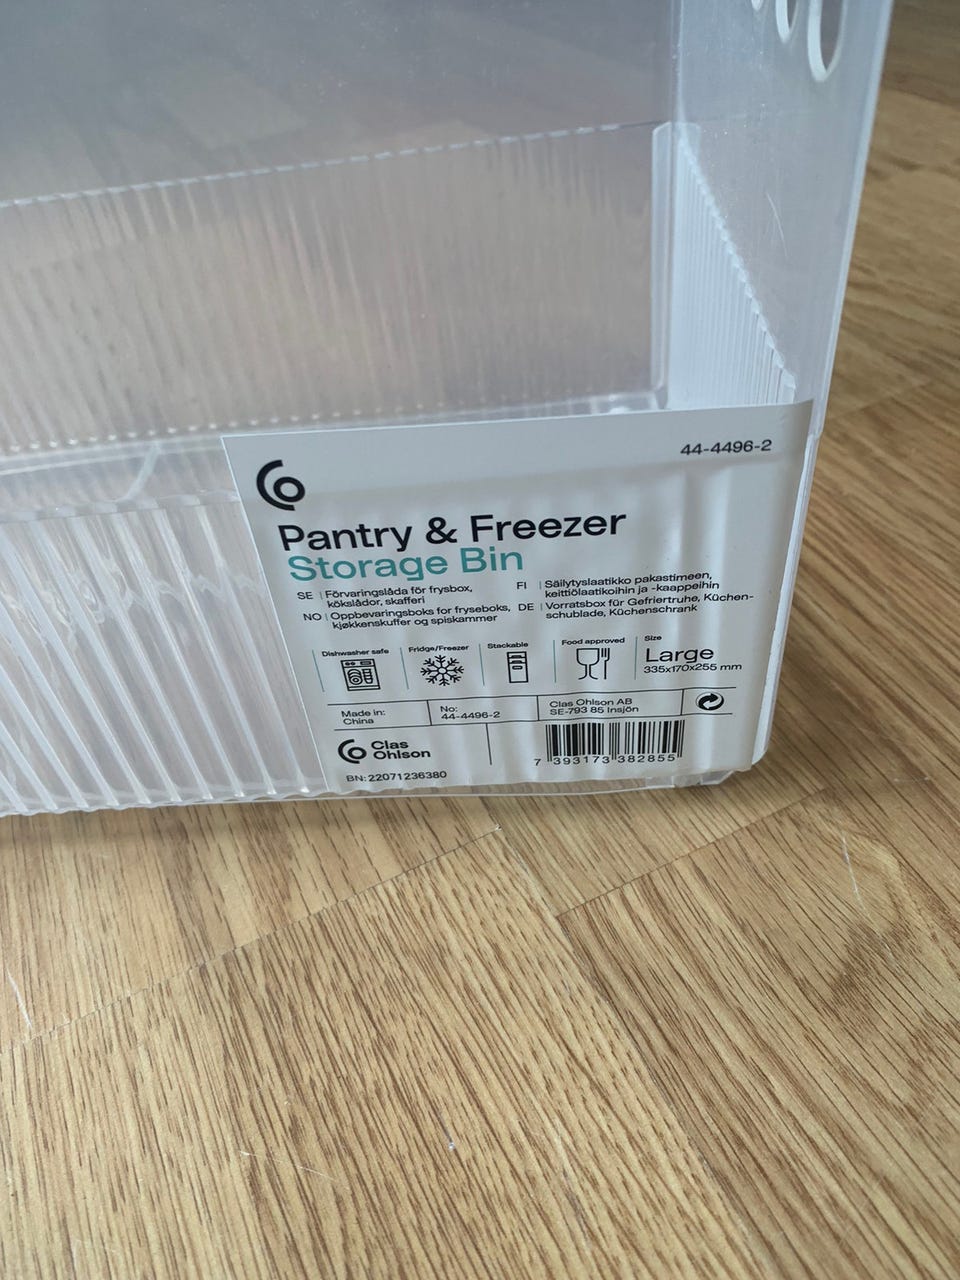 44-4496-2
Pantry & Freezer
Storage Bin
SE | Förvaringslåda för frysbox,
kökslådor, skafferi
NO | Oppbevaringsboks for fryseboks,
kjøkkenskuffer og spiskammer
FI | Säilytyslaatikko pakastimeen,
keittiölaatikoihin ja -kaappeihin
DE | Vorratsbox für Gefriertruhe, Küchen-
schublade, Küchenschrank
Dishwasher safe
Fridge/Freezer
Stackable
Food approved
Size
Large
335x170x255 mm
Made in:
China
No:
44-4496-2
Clas Ohlson AB
SE-793 85 Insjön
Clas
Ohlson
BN: 22071236380
7 393173 382855